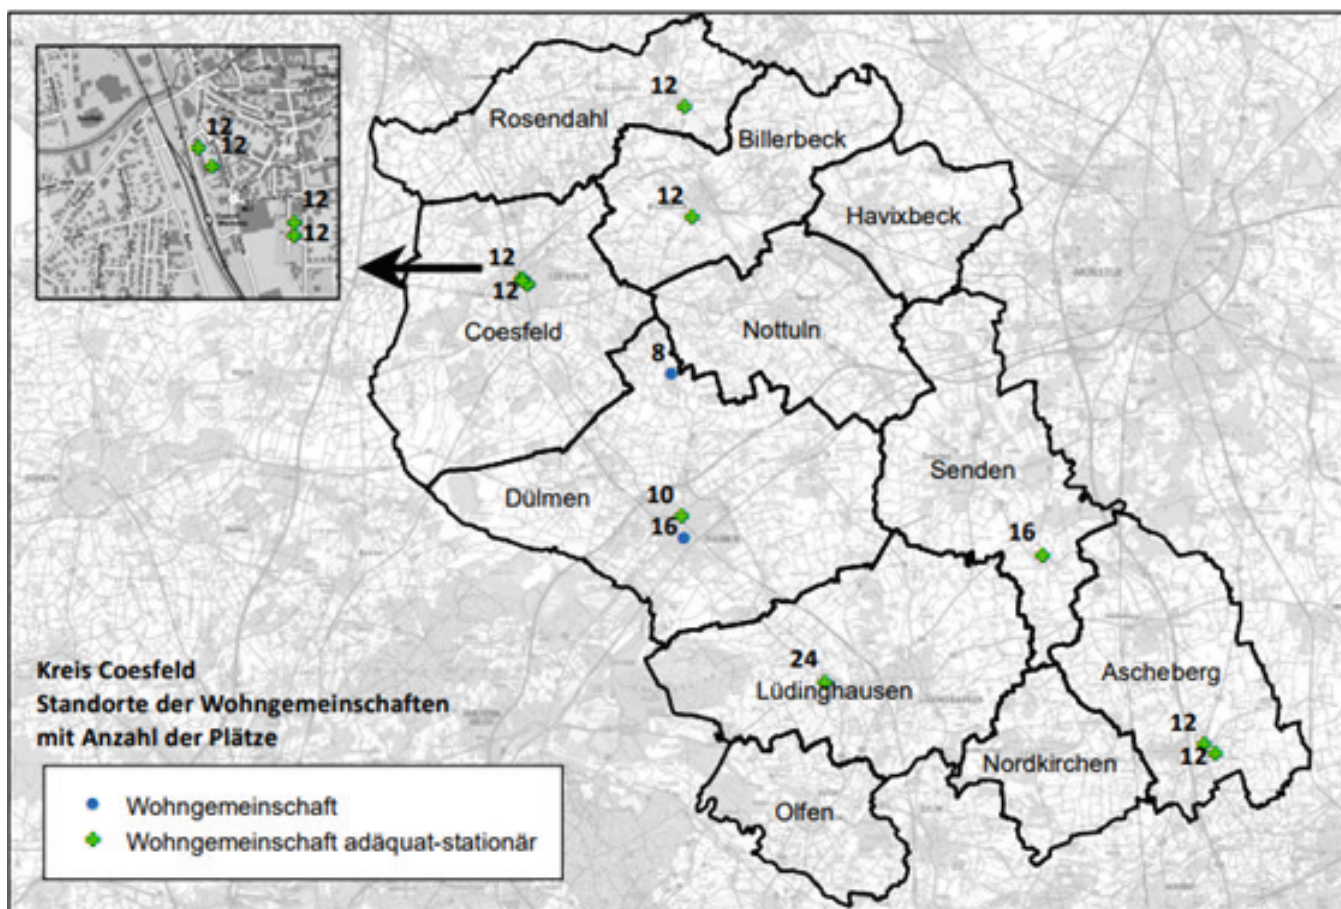 12
12
12
12
12
Rosendahl
Billerbeck
12
Havixbeck
12
12
Coesfeld
Nottuln
8
Senden
Dülmen
10
16
16
24
Lüdinghausen
Ascheberg
12
12
Nordkirchen
Olfen
Kreis Coesfeld
Standorte der Wohngemeinschaften
mit Anzahl der Plätze
Wohngemeinschaft
Wohngemeinschaft adäquat-stationär